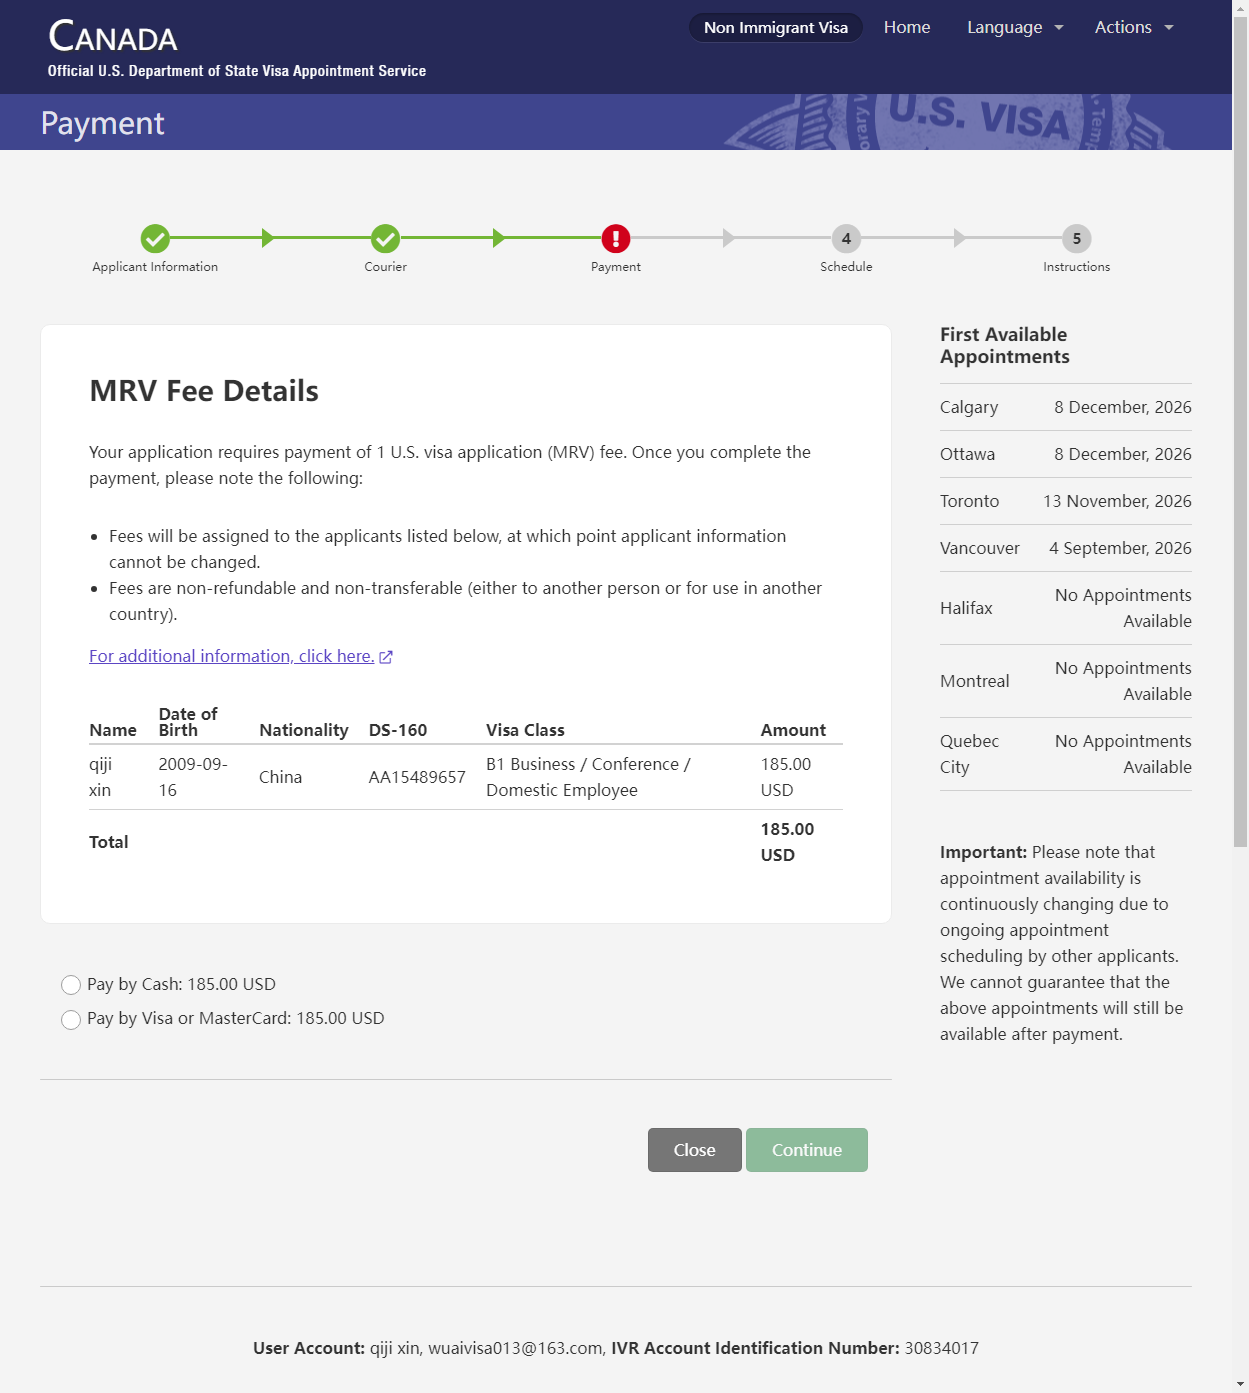 CANADA
Official U.S. Department of State Visa Appointment Service
Non Immigrant Visa
Home
Language
Actions
Payment
U.S. VISA
Applicant Information
Courier
Payment
4
Schedule
5
Instructions
MRV Fee Details
Your application requires payment of 1 U.S. visa application (MRV) fee. Once you complete the
payment, please note the following:
Fees will be assigned to the applicants listed below, at which point applicant information
cannot be changed.
Fees are non-refundable and non-transferable (either to another person or for use in another
country).
For additional information, click here.
Name Date of Birth Nationality DS-160 Visa Class Amount
qiji xin 2009-09-16 China AA15489657 B1 Business / Conference / Domestic Employee 185.00 USD
Total 185.00 USD
Pay by Cash: 185.00 USD
Pay by Visa or MasterCard: 185.00 USD
Close
Continue
First Available
Appointments
Calgary 8 December, 2026
Ottawa 8 December, 2026
Toronto 13 November, 2026
Vancouver 4 September, 2026
Halifax No Appointments Available
Montreal No Appointments Available
Quebec City No Appointments Available
Important: Please note that
appointment availability is
continuously changing due to
ongoing appointment
scheduling by other applicants.
We cannot guarantee that the
above appointments will still be
available after payment.
User Account: qiji xin, wuaivisa013@163.com, IVR Account Identification Number: 30834017